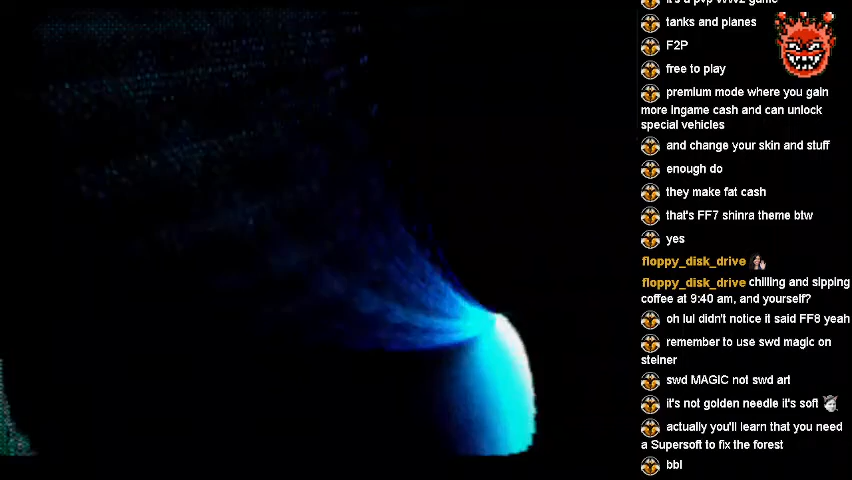 it's a pvp WW2 game
tanks and planes
F2P
free to play
premium mode where you gain
more ingame cash and can unlock
special vehicles
and change your skin and stuff
enough do
they make fat cash
that's FF7 shinra theme btw
yes
floppy_disk_drive
floppy_disk_drive chilling and sipping
coffee at 9:40 am, and yourself?
oh lul didn't notice it said FF8 yeah
remember to use swd magic on
steiner
swd MAGIC not swd art
it's not golden needle it's soft
actually you'll learn that you need
a Supersoft to fix the forest
bbl